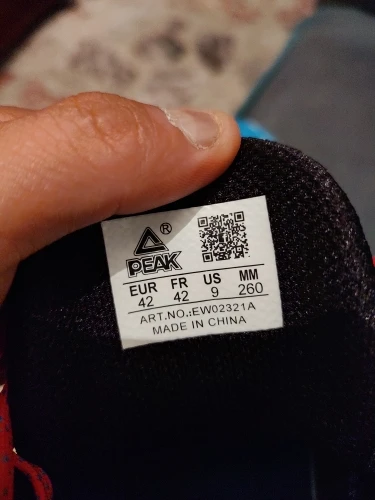 ®
PEAK
EUR FR US MM
42 42 9 260
ART.NO.:EW02321A
MADE IN CHINA